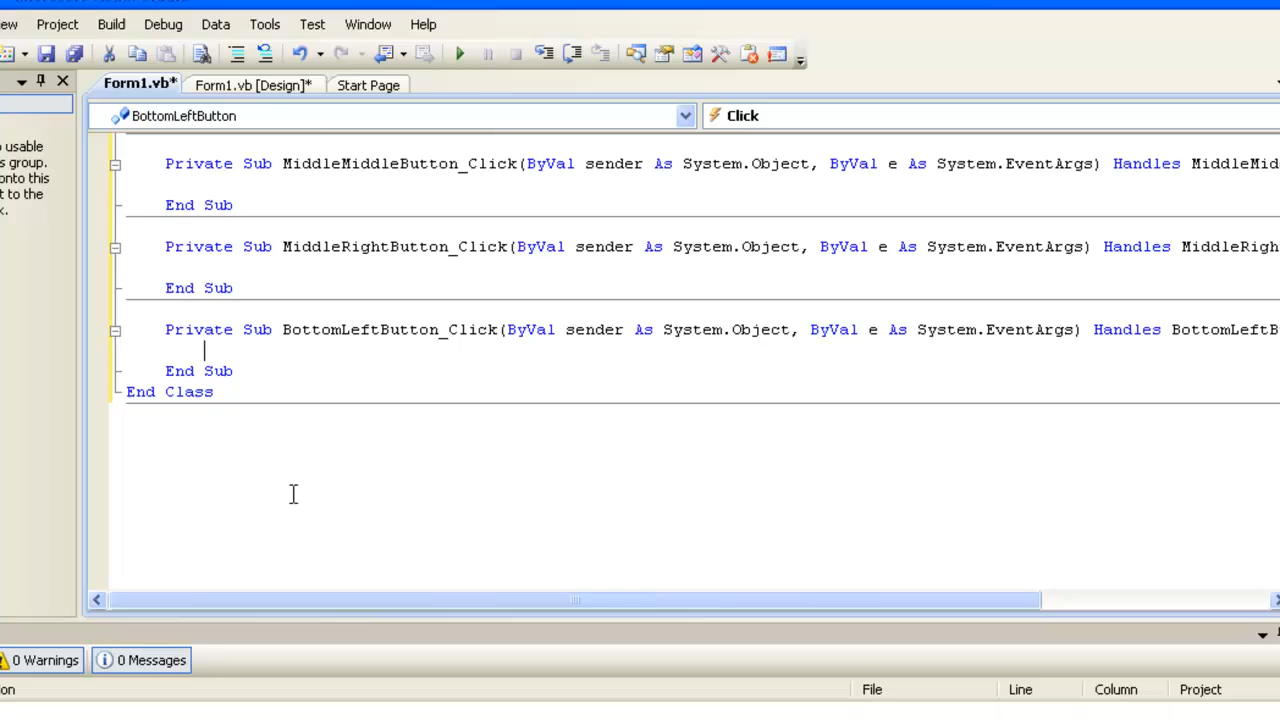 ew Project Build Debug Data Tools Test Window Help
Form1.vb* Form1.vb [Design]* Start Page
BottomLeftButton Click
usable
s group.
onto this
t to the
k.
Private Sub MiddleMiddleButton_Click(ByVal sender As System.Object, ByVal e As System.EventArgs) Handles MiddleMid
End Sub
Private Sub MiddleRightButton_Click(ByVal sender As System.Object, ByVal e As System.EventArgs) Handles MiddleRigh
End Sub
Private Sub BottomLeftButton_Click(ByVal sender As System.Object, ByVal e As System.EventArgs) Handles BottomLeftB
End Sub
End Class
0 Warnings 0 Messages
on File Line Column Project